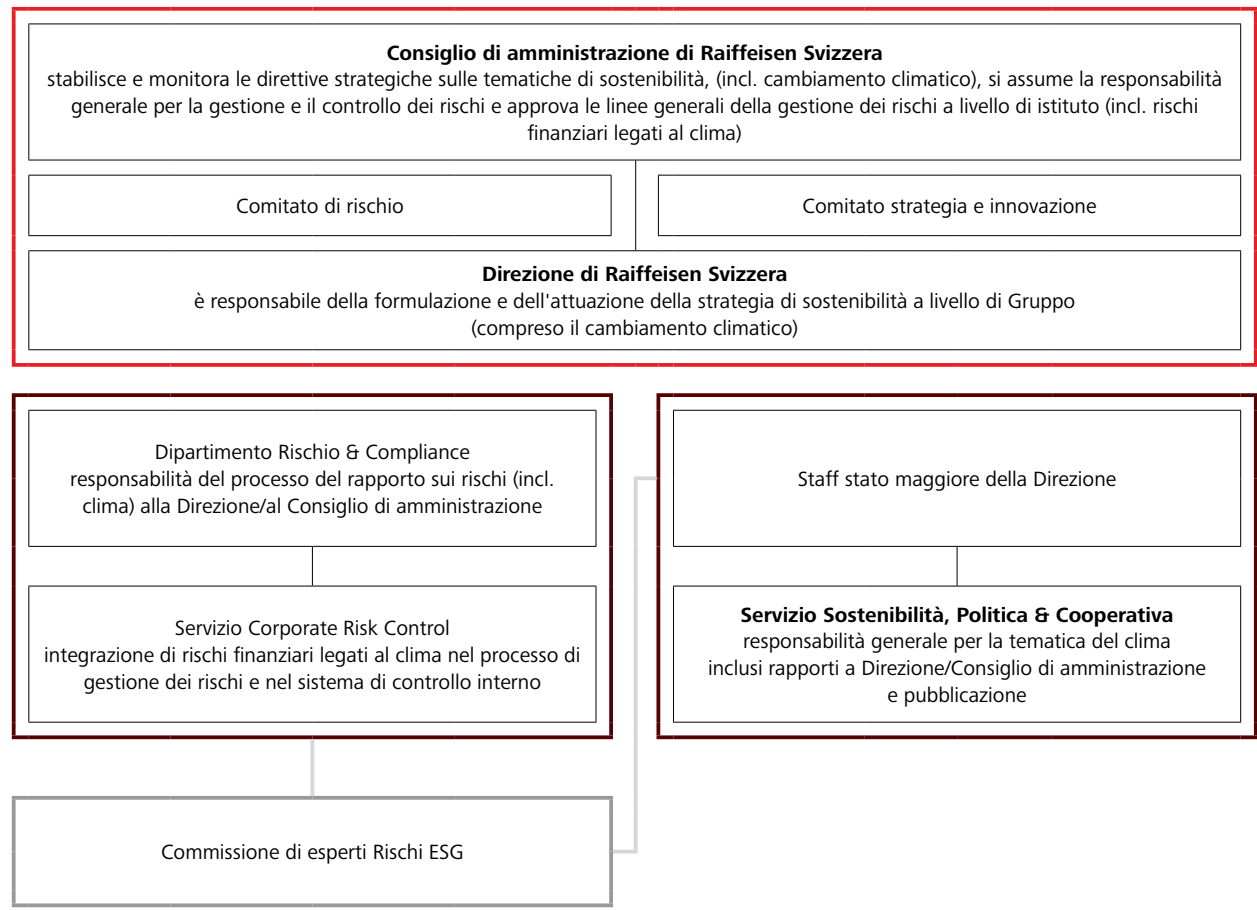 Consiglio di amministrazione di Raiffeisen Svizzera
stabilisce e monitora le direttive strategiche sulle tematiche di sostenibilità, (incl. cambiamento climatico), si assume la responsabilità
generale per la gestione e il controllo dei rischi e approva le linee generali della gestione dei rischi a livello di istituto (incl. rischi
finanziari legati al clima)
Comitato di rischio
Comitato strategia e innovazione
Direzione di Raiffeisen Svizzera
è responsabile della formulazione e dell'attuazione della strategia di sostenibilità a livello di Gruppo
(compreso il cambiamento climatico)
Dipartimento Rischio & Compliance
responsabilità del processo del rapporto sui rischi (incl.
clima) alla Direzione/al Consiglio di amministrazione
Servizio Corporate Risk Control
integrazione di rischi finanziari legati al clima nel processo di
gestione dei rischi e nel sistema di controllo interno
Staff stato maggiore della Direzione
Servizio Sostenibilità, Politica & Cooperativa
responsabilità generale per la tematica del clima
inclusi rapporti a Direzione/Consiglio di amministrazione
e pubblicazione
Commissione di esperti Rischi ESG